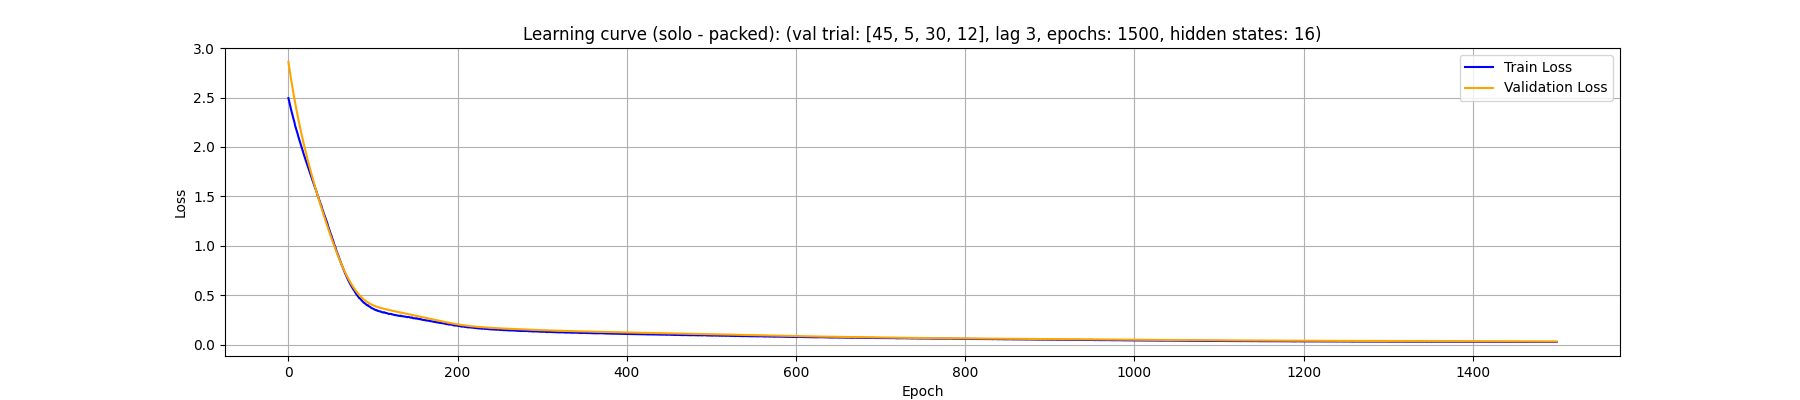 Learning curve (solo - packed): (val trial: [45, 5, 30, 12], lag 3, epochs: 1500, hidden states: 16)
3.0
2.5
2.0
1.5
1.0
0.5
0.0
Loss
Train Loss
Validation Loss
0 200 400 600 800 1000 1200 1400
Epoch